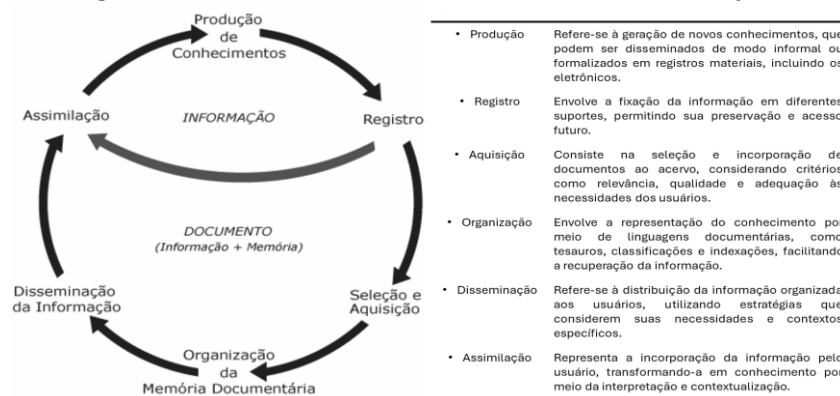 Produção
de
Conhecimentos
Assimilação
INFORMAÇÃO
Registro
DOCUMENTO
(Informação + Memória)
Disseminação
da Informação
Seleção e
Aquisição
Organização
da
Memória Documentária
• Produção
Refere-se à geração de novos conhecimentos, que
podem ser disseminados de modo informal ou
formalizados em registros materiais, incluindo os
eletrônicos.
• Registro
Envolve a fixação da informação em diferentes
suportes, permitindo sua preservação e acesso
futuro.
• Aquisição
Consiste na seleção e incorporação de
documentos ao acervo, considerando critérios
como relevância, qualidade e adequação às
necessidades dos usuários.
• Organização
Envolve a representação do conhecimento por
meio de linguagens documentárias, como
tesauros, classificações e indexações, facilitando
a recuperação da informação.
• Disseminação
Refere-se à distribuição da informação organizada
aos usuários, utilizando estratégias que
considerem suas necessidades e contextos
específicos.
• Assimilação
Representa a incorporação da informação pelo
usuário, transformando-a em conhecimento por
meio da interpretação e contextualização.